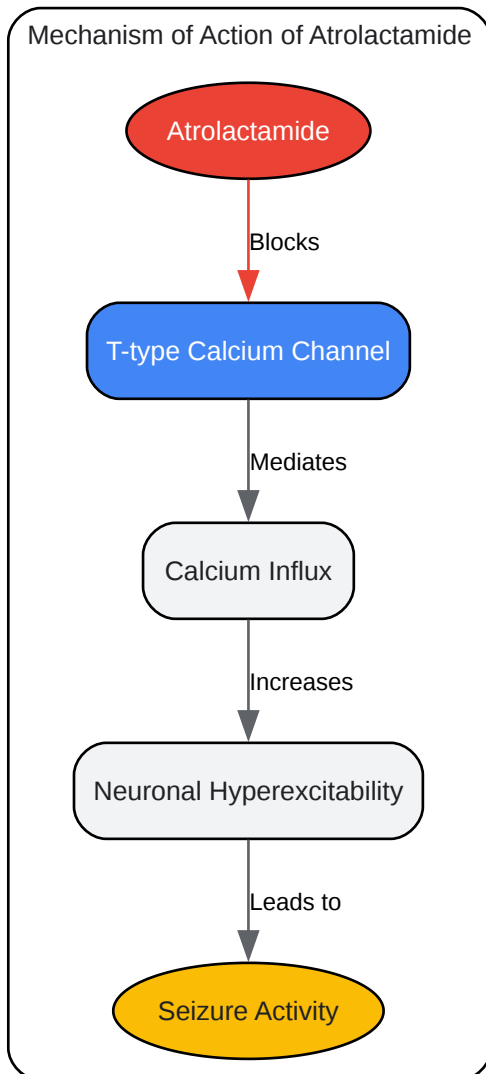 Mechanism of Action of Atrolactamide
Atrolactamide
Blocks
T-type Calcium Channel
Mediates
Calcium Influx
Increases
Neuronal Hyperexcitability
Leads to
Seizure Activity